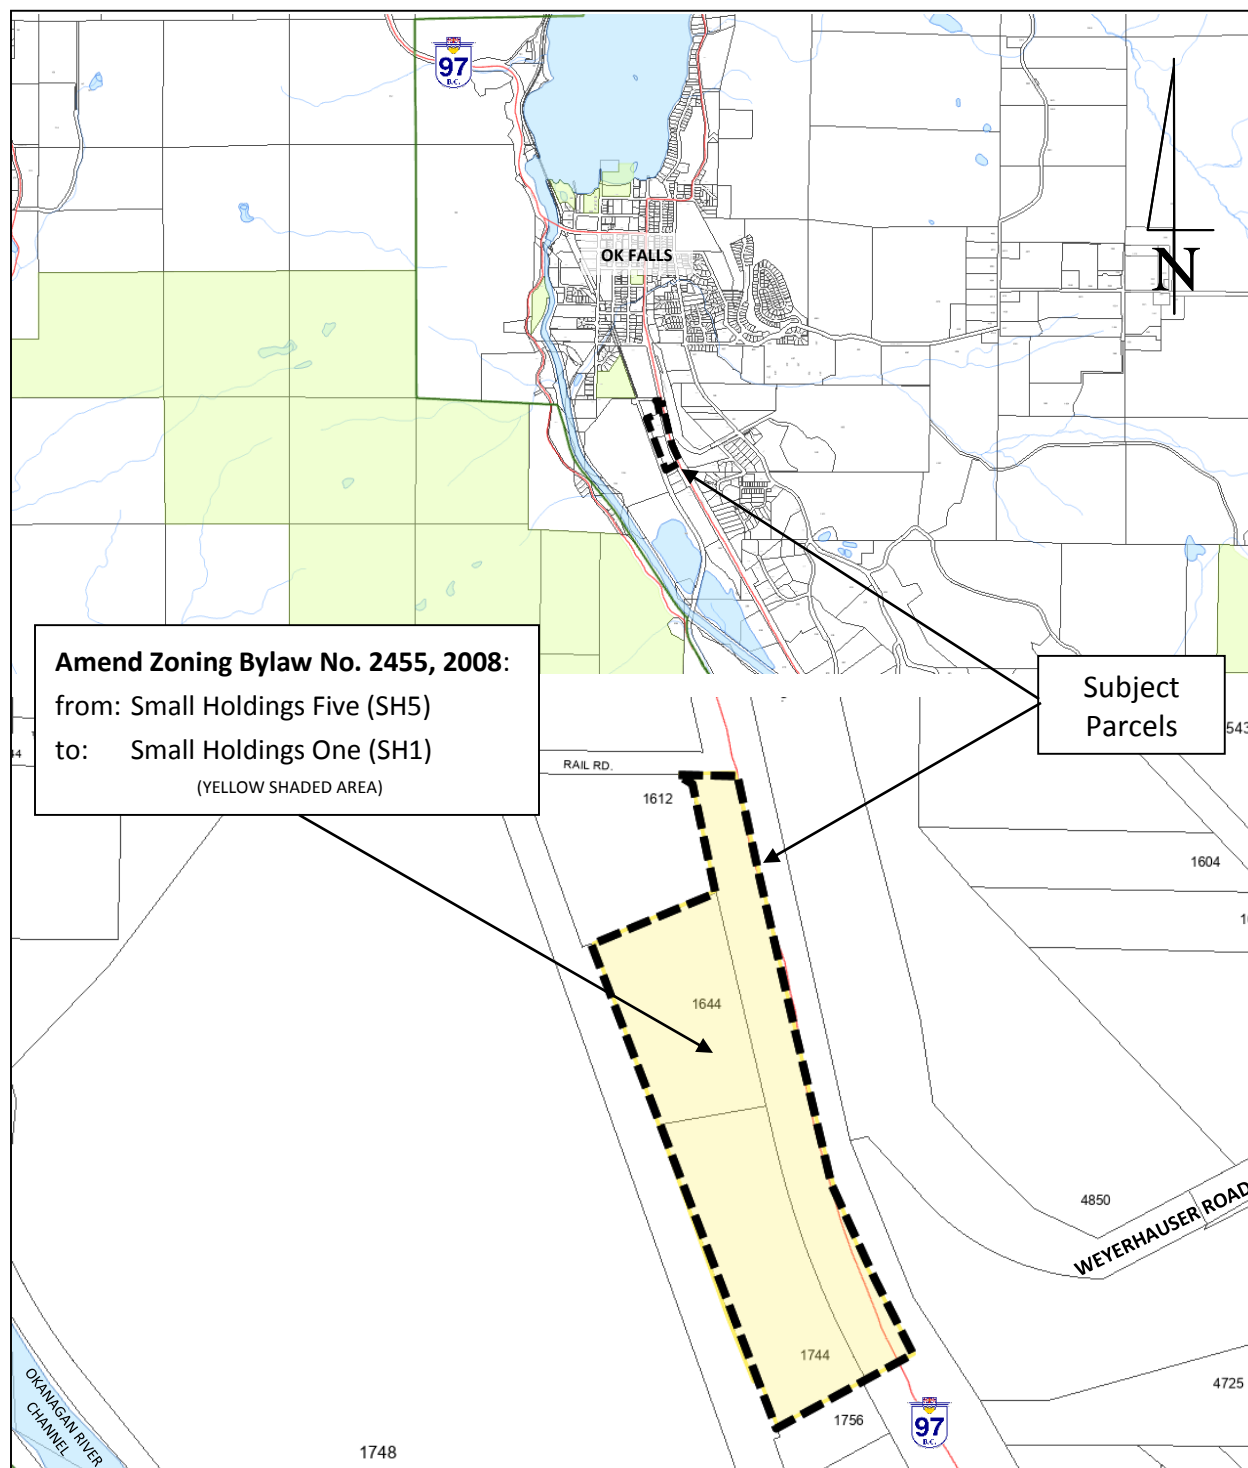 97
B.C.
OK FALLS
N
Amend Zoning Bylaw No. 2455, 2008:
from: Small Holdings Five (SH5)
to: Small Holdings One (SH1)
(YELLOW SHADED AREA)
Subject
Parcels
543
44
RAIL RD.
1612
1604
1644
4850
WEYERHAUSER ROAD
1744
4725
1756
97
B.C.
OKANAGAN RIVER
CHANNEL
1748